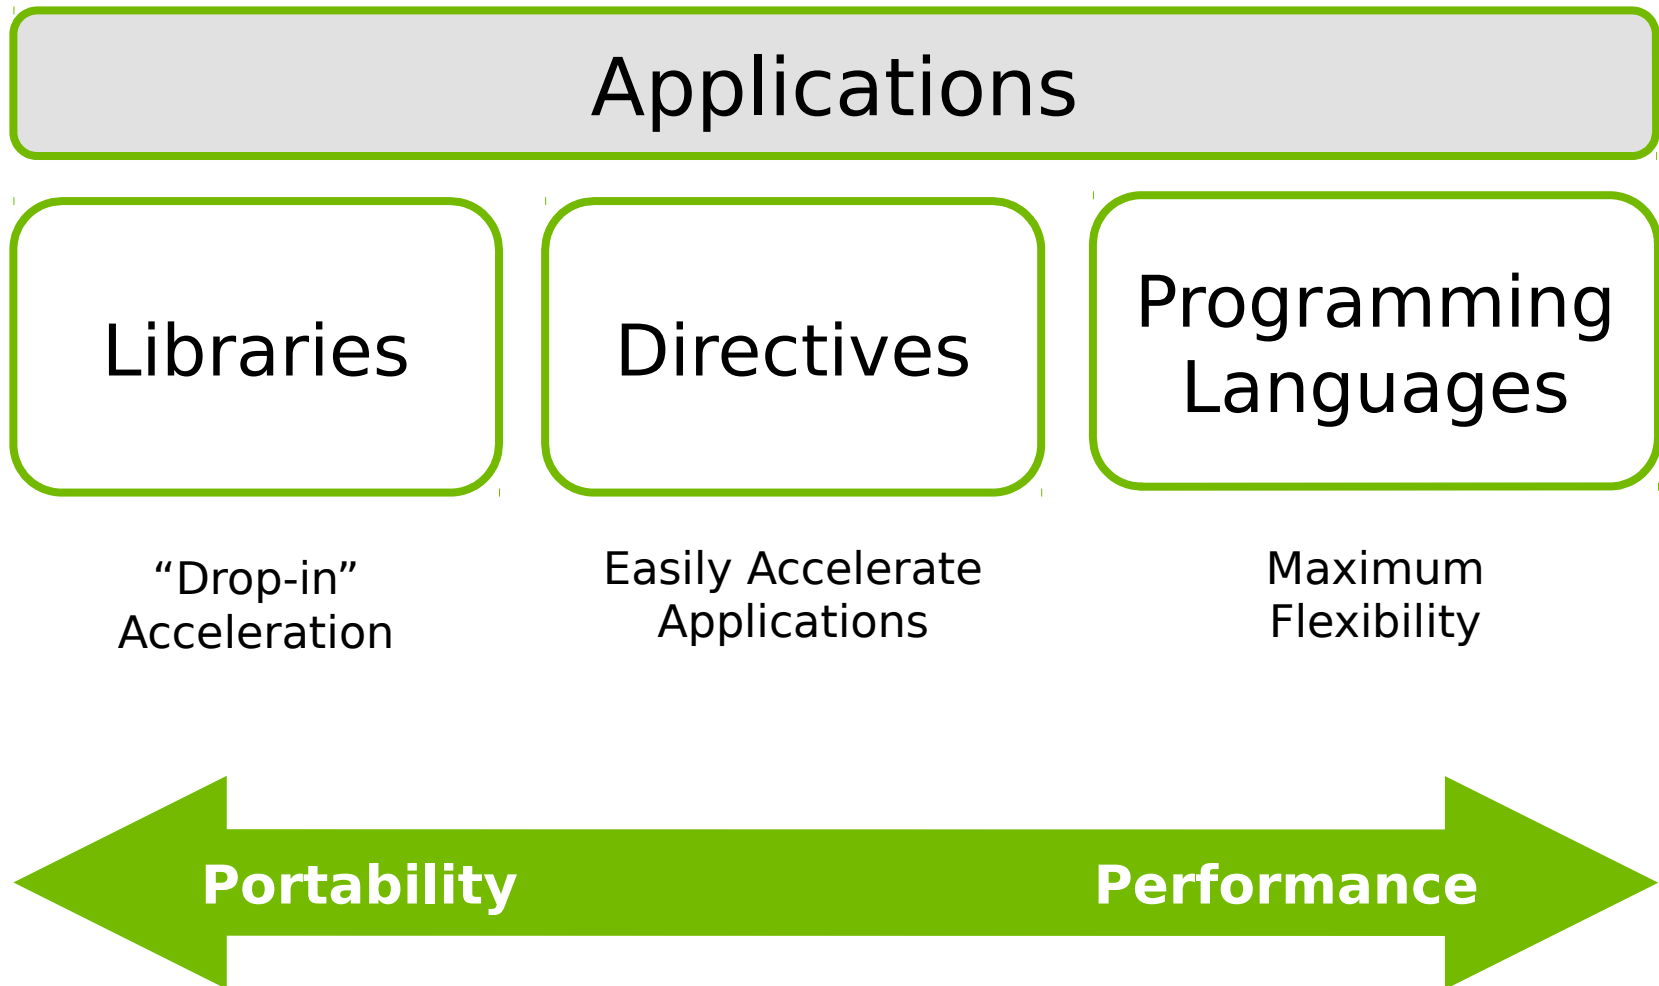 Applications
Libraries
Directives
Programming
Languages
“Drop-in”
Acceleration
Easily Accelerate
Applications
Maximum
Flexibility
Portability
Performance